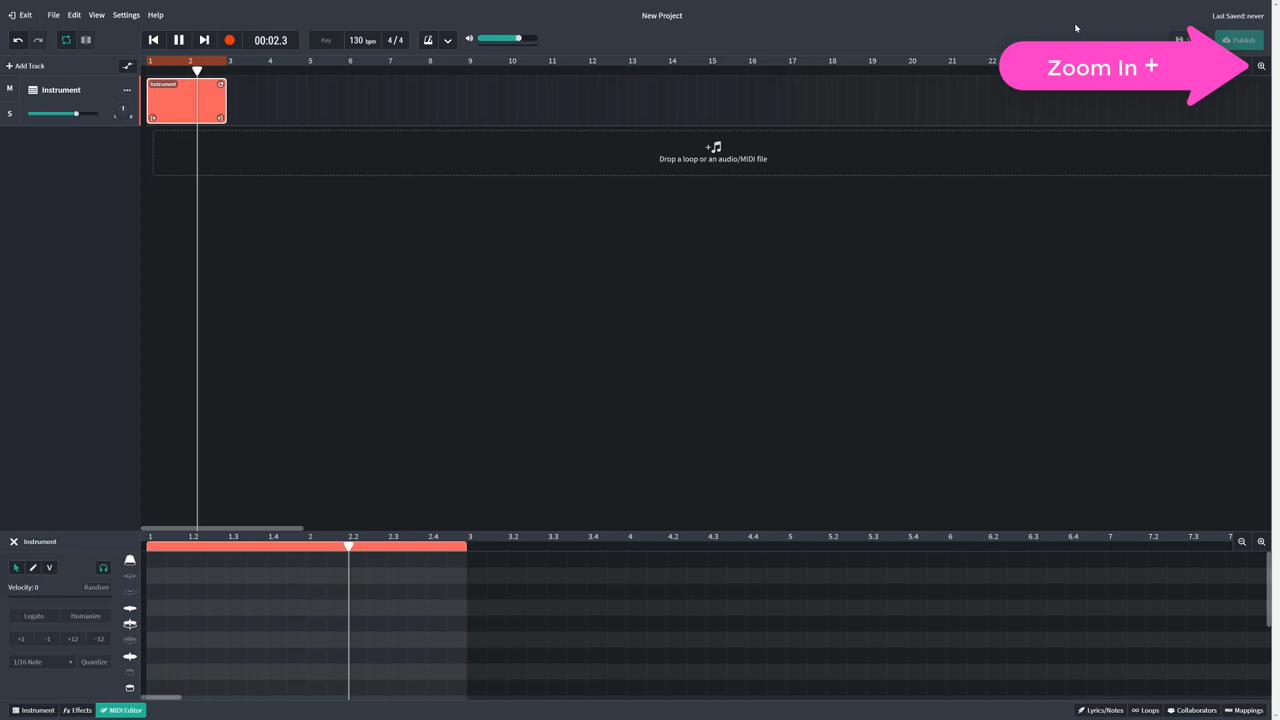 Exit File Edit View Settings Help New Project Last Saved: never
00:02.3 Key 130 bpm 4 / 4 Publish
Add Track 1 2 3 4 5 6 7 8 9 10 11 12 13 14 15 16 17 18 19 20 21 22
Zoom In +
M Instrument Instrument
S L R
Drop a loop or an audio/MIDI file
Instrument 1 1.2 1.3 1.4 2 2.2 2.3 2.4 3 3.2 3.3 3.4 4 4.2 4.3 4.4 5 5.2 5.3 5.4 6 6.2 6.3 6.4 7 7.2 7.3 7
V
Velocity: 0 Random
Legato Humanize
+1 −1 +12 −12
1/16 Note Quantize
Instrument Fx Effects MIDI Editor Lyrics/Notes Loops Collaborators Mappings